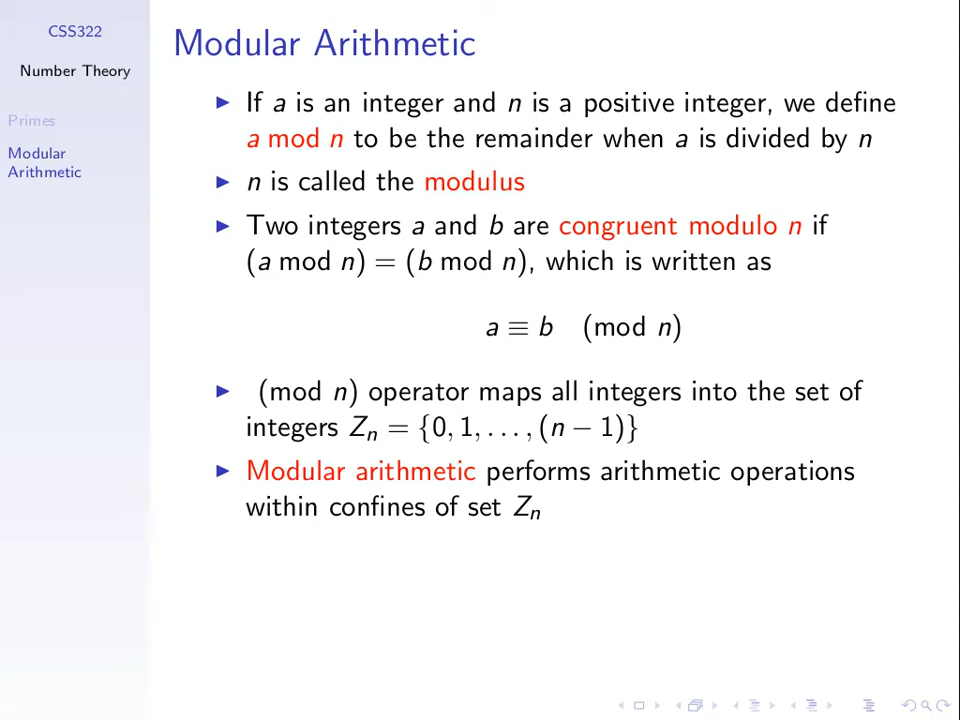 CSS322
Number Theory
Primes
Modular
Arithmetic
Modular Arithmetic
If a is an integer and n is a positive integer, we define
a mod n to be the remainder when a is divided by n
n is called the modulus
Two integers a and b are congruent modulo n if
(a mod n) = (b mod n), which is written as
a ≡ b (mod n)
(mod n) operator maps all integers into the set of
integers Zₙ = {0, 1, . . . , (n − 1)}
Modular arithmetic performs arithmetic operations
within confines of set Zₙ